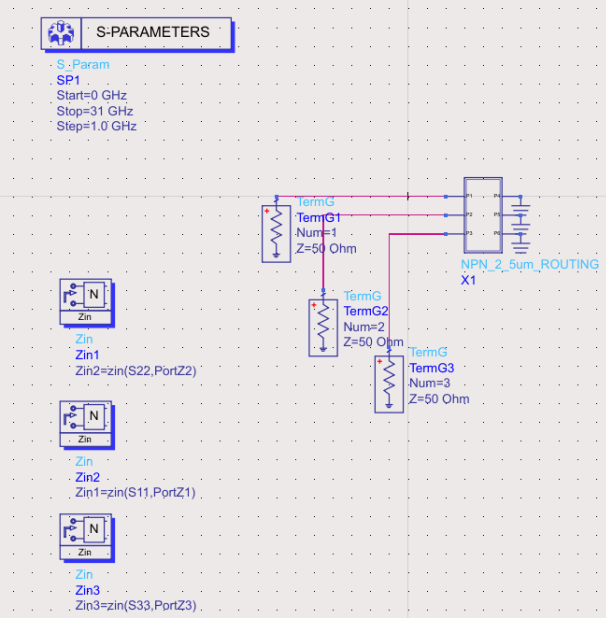 S-PARAMETERS
S_Param
SP1
Start=0 GHz
Stop=31 GHz
Step=1.0 GHz
TermG
TermG1
Num=1
Z=50 Ohm
P1
P2
P3
P4
P5
P6
NPN_2_5um_ROUTING
X1
TermG
TermG2
Num=2
Z=50 Ohm
TermG
TermG3
Num=3
Z=50 Ohm
N
Zin
Zin
Zin1
Zin2=zin(S22,PortZ2)
N
Zin
Zin
Zin2
Zin1=zin(S11,PortZ1)
N
Zin
Zin
Zin3
Zin3=zin(S33,PortZ3)